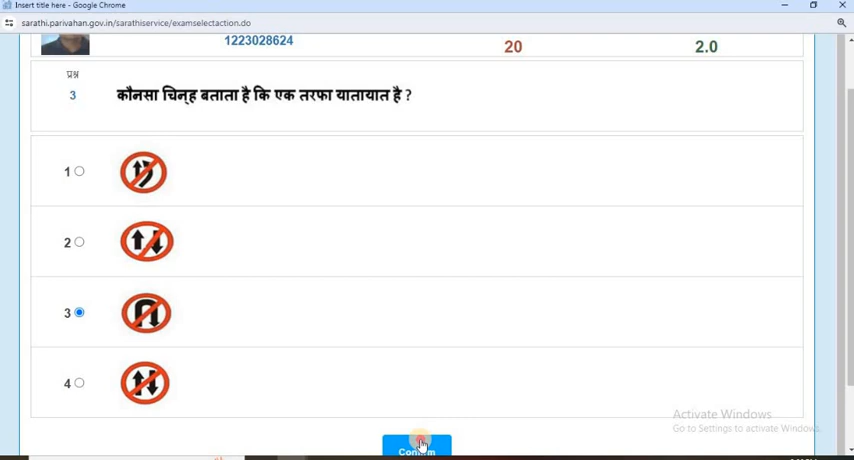 Insert title here - Google Chrome
sarathi.parivahan.gov.in/sarathiservice/examselectaction.do
1223028624 20 2.0
प्रश्न
3 कौनसा चिन्ह बताता है कि एक तरफा यातायात है ?
1
2
3
4
Activate Windows
Go to Settings to activate Windows.
Confirm